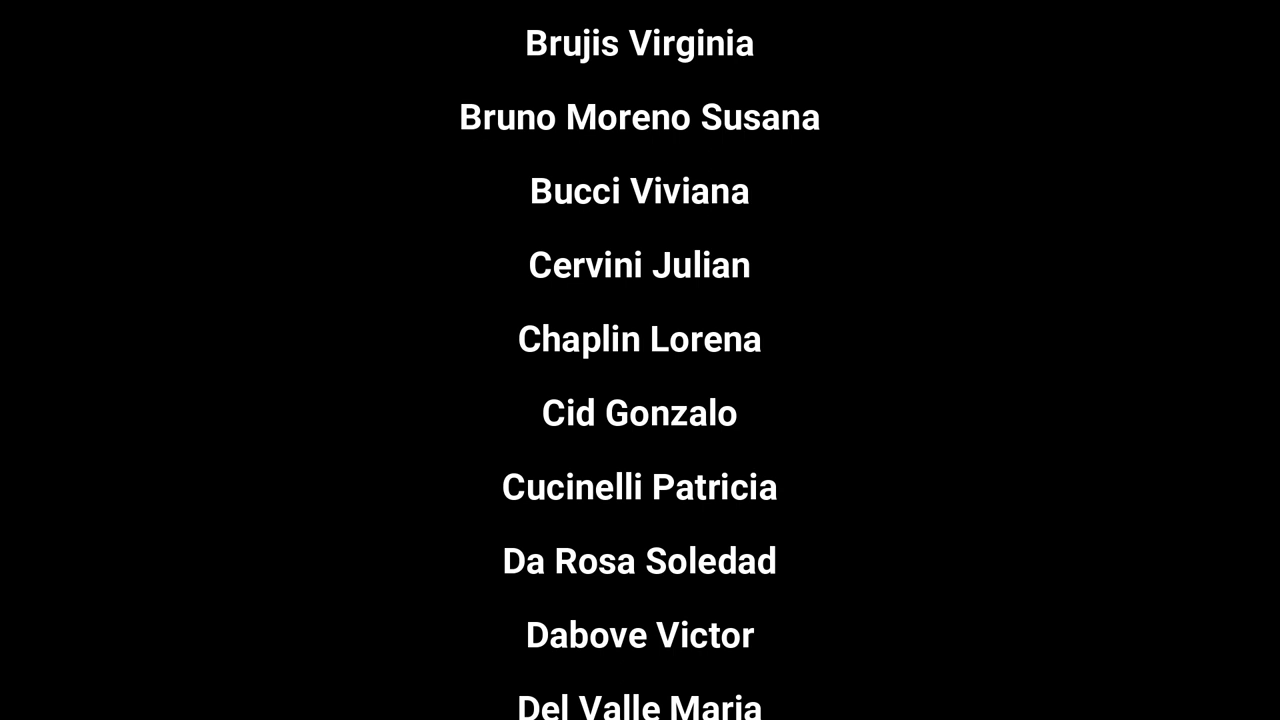 Brujis Virginia
Bruno Moreno Susana
Bucci Viviana
Cervini Julian
Chaplin Lorena
Cid Gonzalo
Cucinelli Patricia
Da Rosa Soledad
Dabove Victor
Del Valle Maria